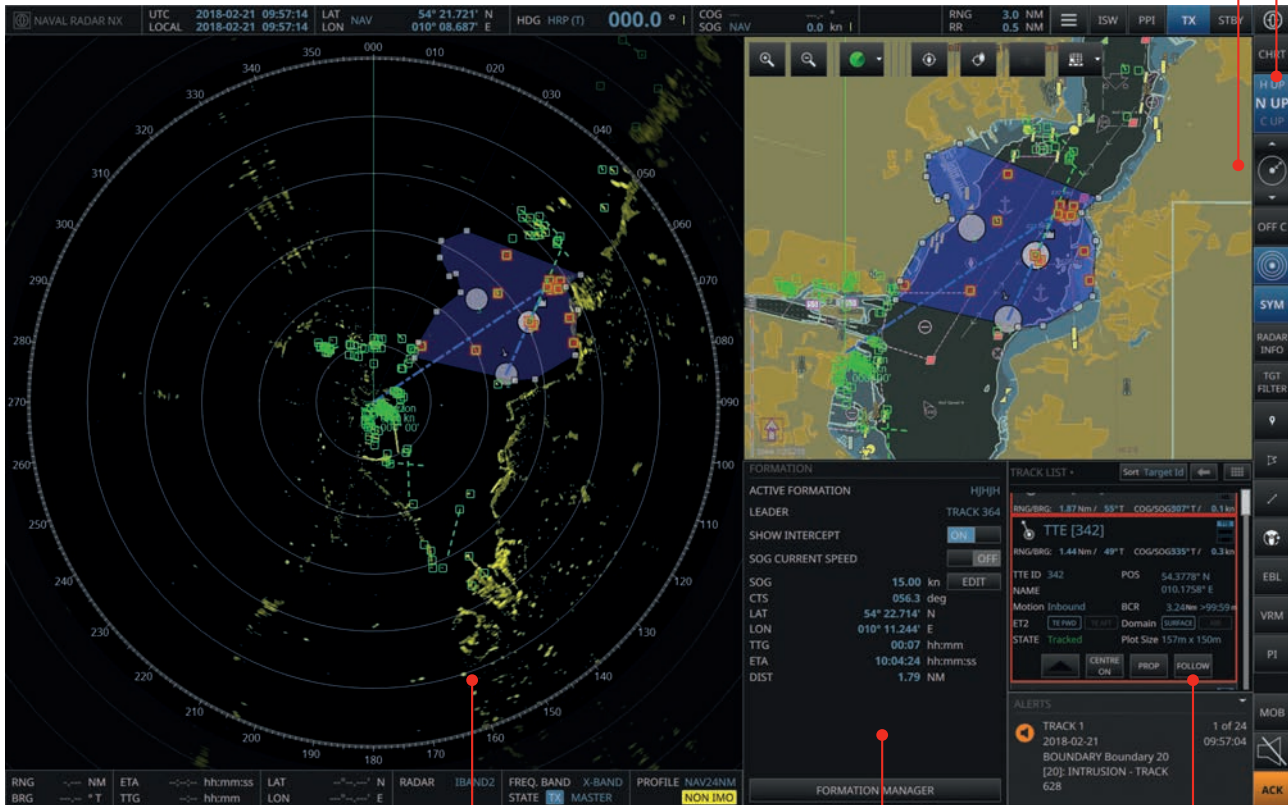 NAVAL RADAR NX
UTC 2018-02-21 09:57:14
LOCAL 2018-02-21 09:57:14
LAT NAV 54° 21.721' N
LON 010° 08.687' E
HDG HRP (T) 000.0 °
COG --- ---.- °
SOG NAV 0.0 kn
RNG 3.0 NM
RR 0.5 NM
ISW
PPI
TX
STBY
CHRT
H UP
N UP
C UP
OFF C
SYM
RADAR INFO
TGT FILTER
EBL
VRM
PI
MOB
ACK
350 000 010
340
330
030
320
040
310
050
300
060
290
070
280
080
270
090
260
100
250
110
240
120
230
130
220
210
150
200
160
190
180
170
FORMATION
ACTIVE FORMATION HJHJH
LEADER TRACK 364
SHOW INTERCEPT ON
SOG CURRENT SPEED OFF
SOG 15.00 kn EDIT
CTS 056.3 deg
LAT 54° 22.714' N
LON 010° 11.244' E
TTG 00:07 hh:mm
ETA 10:04:24 hh:mm:ss
DIST 1.79 NM
FORMATION MANAGER
TRACK LIST
Sort Target Id
RNG/BRG: 1.87 Nm / 55°T COG/SOG307°T / 0.1 kn
TTE [342]
RNG/BRG: 1.44 Nm / 49°T COG/SOG335°T / 0.3 kn
TTE ID 342 POS 54.3778° N
NAME 010.1758° E
Motion Inbound BCR 3.24Nm >99:59
ET2 TE FWD TE AFT Domain SURFACE AIR
STATE Tracked Plot Size 157m x 150m
CENTRE ON
PROP
FOLLOW
ALERTS
TRACK 1 1 of 24
2018-02-21 09:57:04
BOUNDARY Boundary 20
[20]: INTRUSION - TRACK
628
RNG -.--- NM
BRG ---.- ° T
ETA --:--:-- hh:mm:ss
TTG --:-- hh:mm
LAT --°--.---' N
LON ---°--.---' E
RADAR IBAND2
FREQ. BAND X-BAND
STATE TX MASTER
PROFILE NAV24NM
NON IMO